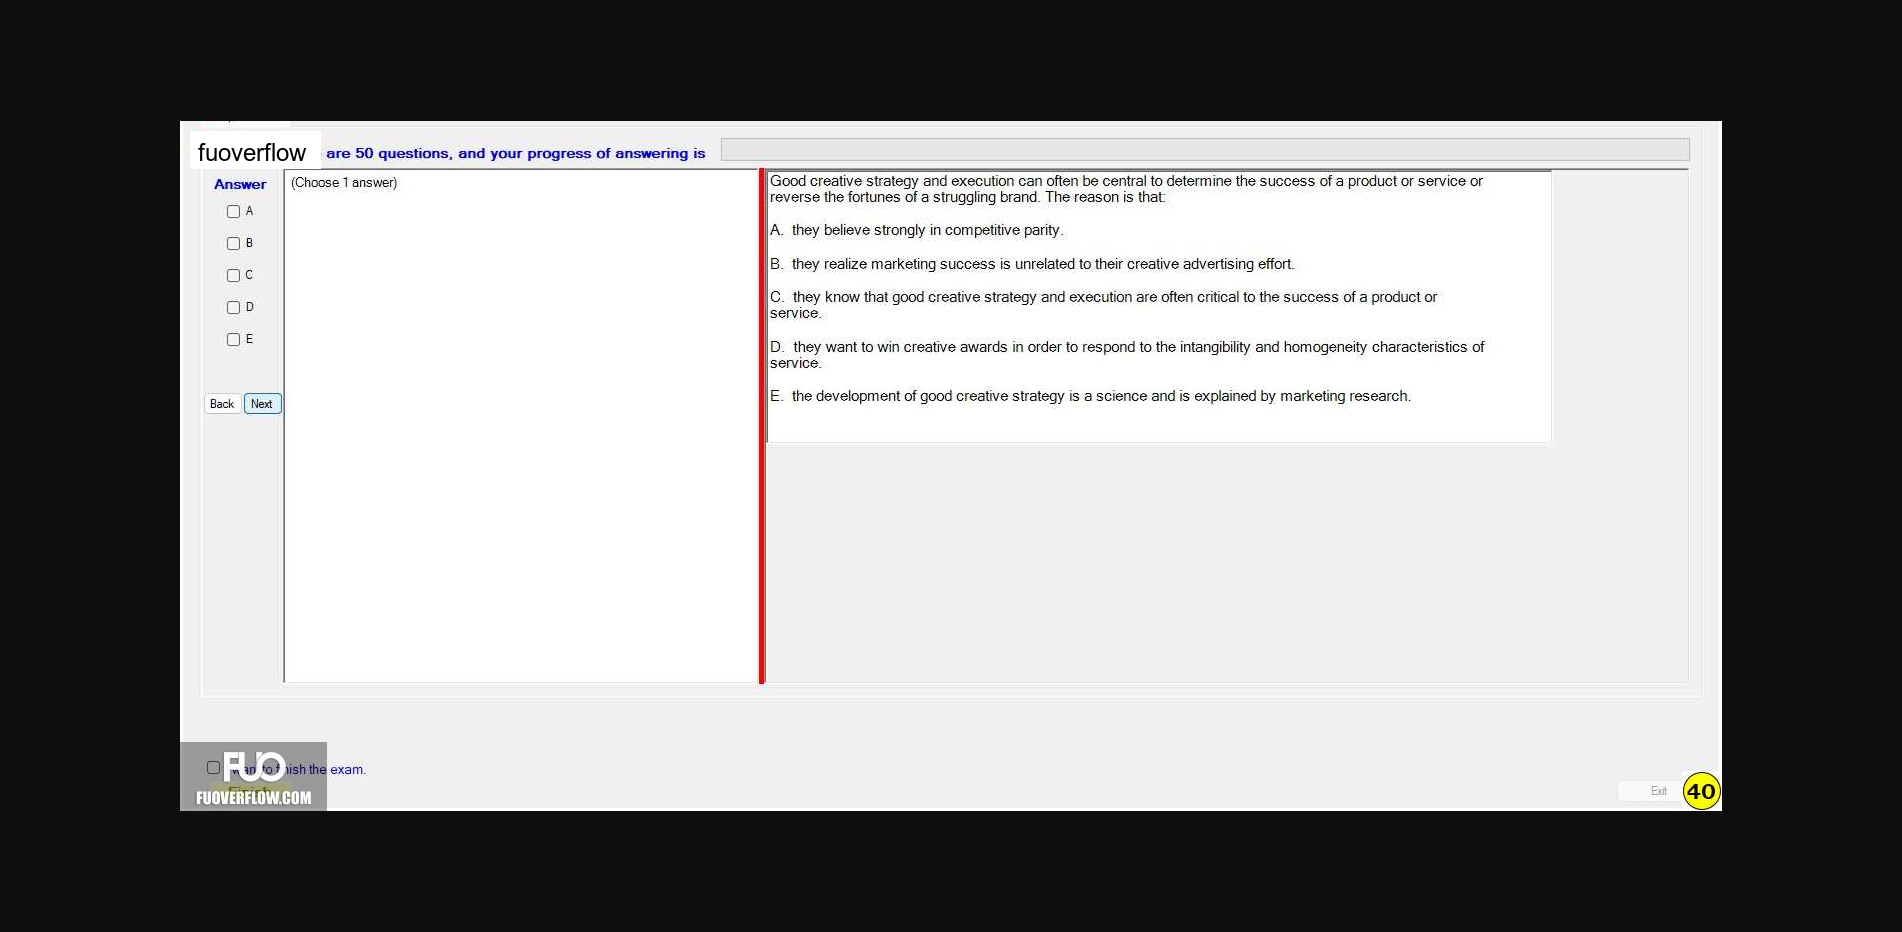 fuoverflow are 50 questions, and your progress of answering is
Answer
A
B
C
D
E
Back Next
(Choose 1 answer)
Good creative strategy and execution can often be central to determine the success of a product or service or
reverse the fortunes of a struggling brand. The reason is that:
A. they believe strongly in competitive parity.
B. they realize marketing success is unrelated to their creative advertising effort.
C. they know that good creative strategy and execution are often critical to the success of a product or
service.
D. they want to win creative awards in order to respond to the intangibility and homogeneity characteristics of
service.
E. the development of good creative strategy is a science and is explained by marketing research.
FUO
want to finish the exam.
Finish
FUOVERFLOW.COM
Exit
40